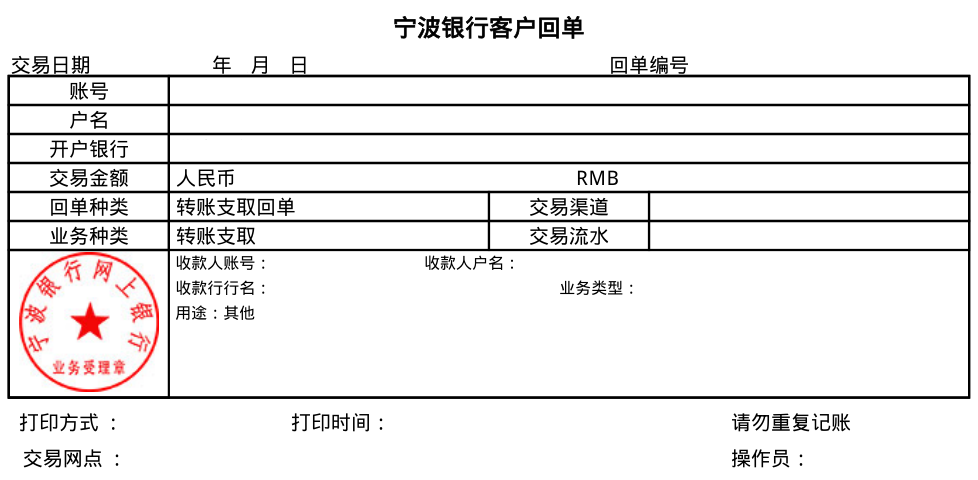 宁波银行客户回单
交易日期 年 月 日 回单编号
账号
户名
开户银行
交易金额 人民币 RMB
回单种类 转账支取回单 交易渠道
业务种类 转账支取 交易流水
收款人账号： 收款人户名：
收款行行名： 业务类型：
用途：其他
宁波银行网上银行
业务受理章
打印方式 ： 打印时间： 请勿重复记账
交易网点 ： 操作员：